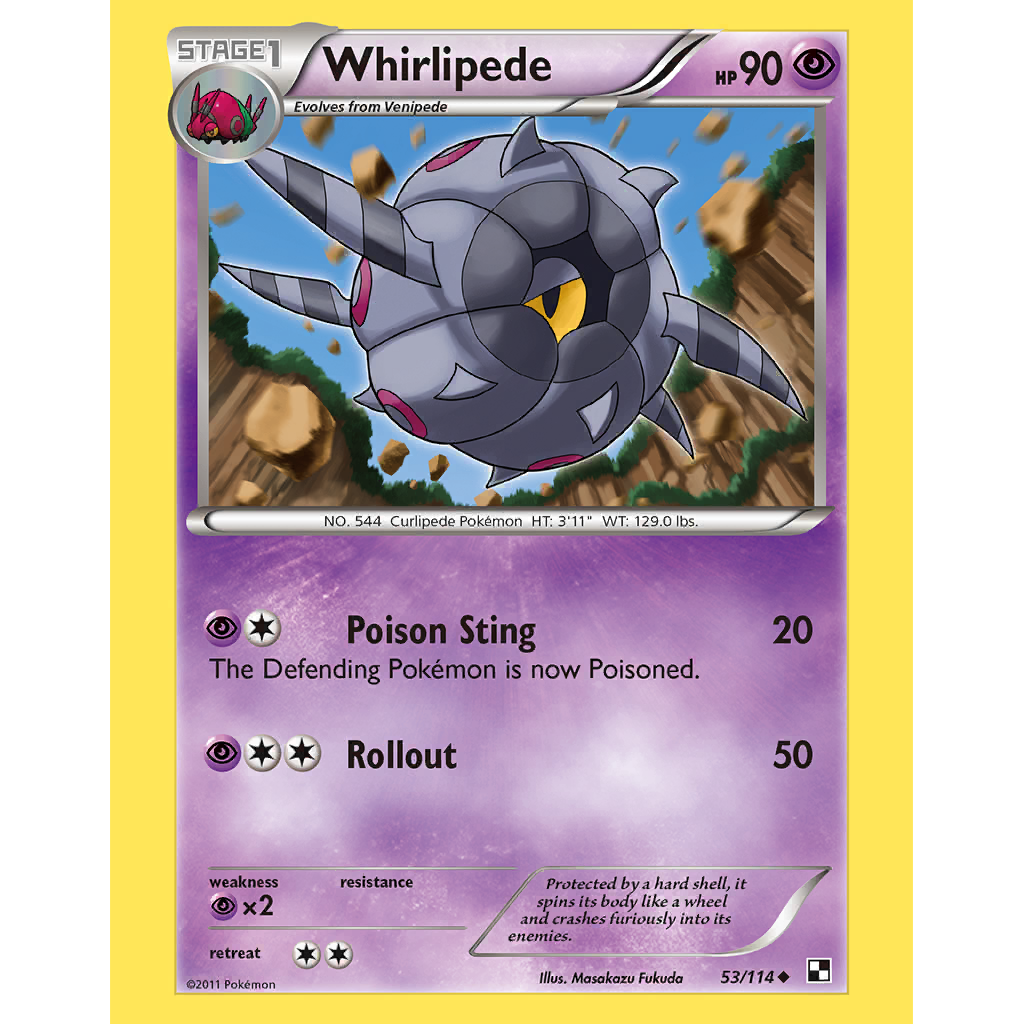 STAGE1
Whirlipede
HP 90
Evolves from Venipede
NO. 544 Curlipede Pokémon HT: 3'11" WT: 129.0 lbs.
Poison Sting 20
The Defending Pokémon is now Poisoned.
Rollout 50
weakness resistance
×2
Protected by a hard shell, it
spins its body like a wheel
and crashes furiously into its
enemies.
retreat
©2011 Pokémon
Illus. Masakazu Fukuda 53/114